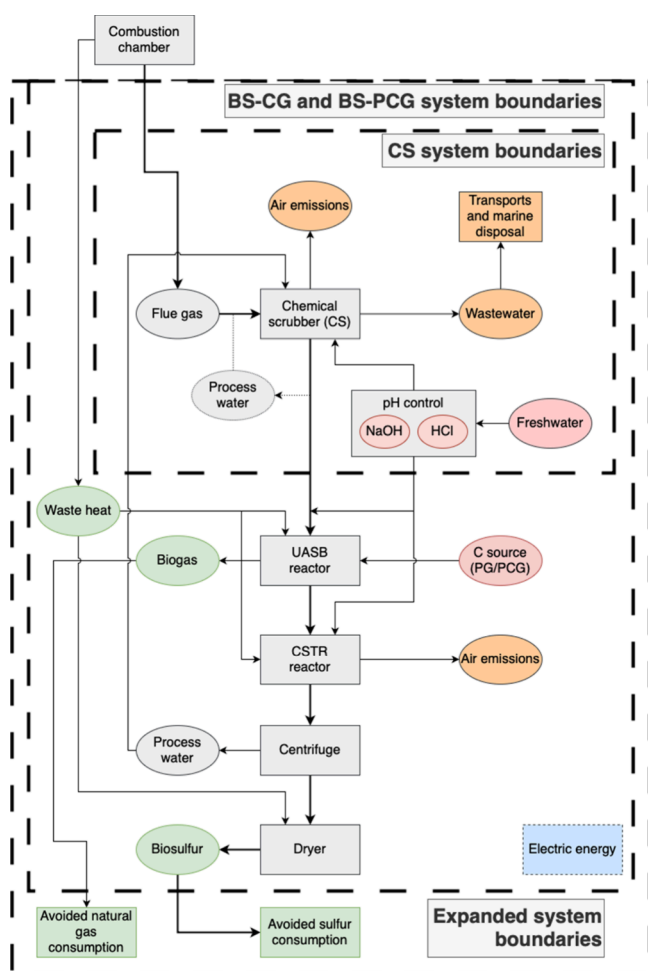 Combustion
chamber
BS-CG and BS-PCG system boundaries
CS system boundaries
Air emissions
Transports
and marine
disposal
Flue gas
Chemical
scrubber (CS)
Wastewater
Process
water
pH control
NaOH
HCl
Freshwater
Waste heat
Biogas
UASB
reactor
C source
(PG/PCG)
CSTR
reactor
Air emissions
Process
water
Centrifuge
Biosulfur
Dryer
Electric energy
Avoided natural
gas
consumption
Avoided sulfur
consumption
Expanded system
boundaries